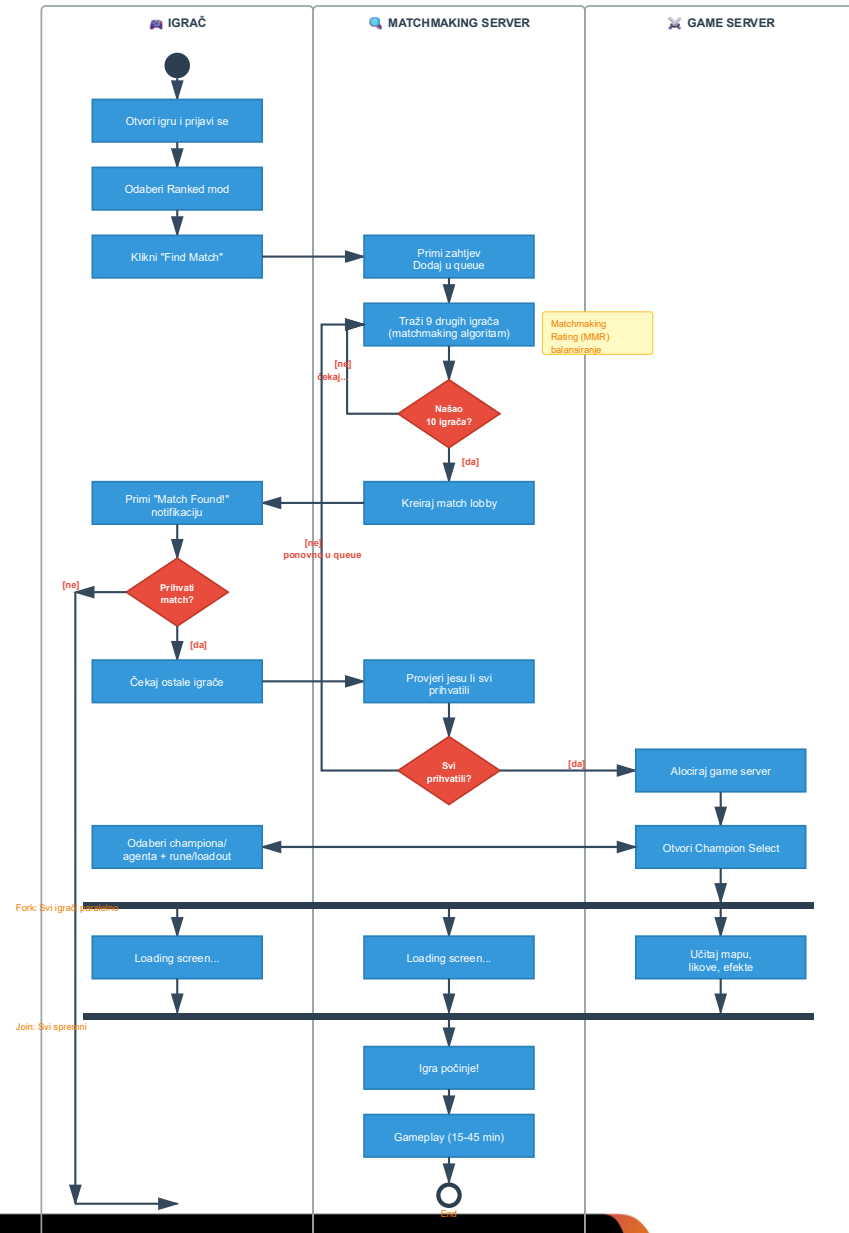 IGRAČ
MATCHMAKING SERVER
GAME SERVER
Otvori igru i prijavi se
Odaberi Ranked mod
Klikni "Find Match"
Primi zahtjev
Dodaj u queue
Traži 9 drugih igrača
(matchmaking algoritam)
Matchmaking
Rating (MMR)
balansiranje
[ne]
čekaj...
Našao
10 igrača?
[da]
Primi "Match Found!"
notifikaciju
Kreiraj match lobby
[ne]
ponovno u queue
[ne]
Prihvati
match?
[da]
Čekaj ostale igrače
Provjeri jesu li svi
prihvatili
Svi
prihvatili?
[da]
Alociraj game server
Odaberi championa/
agenta + rune/loadout
Otvori Champion Select
Fork: Svi igrači paralelno
Loading screen...
Loading screen...
Učitaj mapu,
likove, efekte
Join: Svi spremni
Igra počinje!
Gameplay (15-45 min)
End